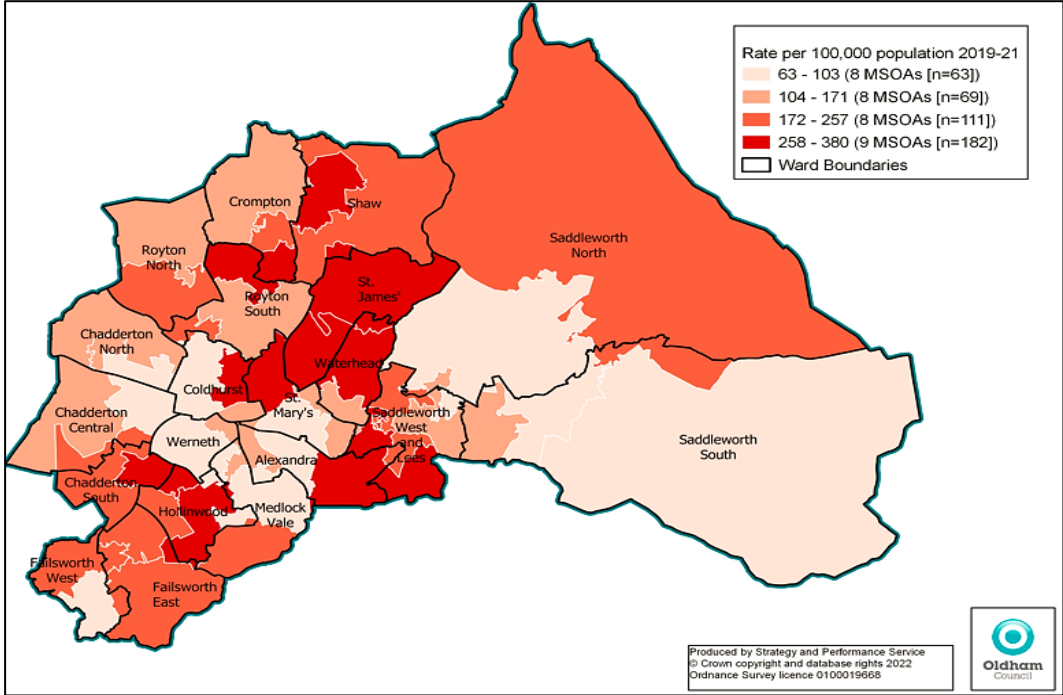 Rate per 100,000 population 2019-21
63 - 103 (8 MSOAs [n=63])
104 - 171 (8 MSOAs [n=69])
172 - 257 (8 MSOAs [n=111])
258 - 380 (9 MSOAs [n=182])
Ward Boundaries
Crompton
Shaw
Royton
North
Saddleworth
North
St.
James'
Royton
South
Chadderton
North
Waterhead
Coldhurst
St.
Mary's
Chadderton
Central
Saddleworth
West
and
Lees
Werneth
Alexandra
Saddleworth
South
Chadderton
South
Hollinwood
Medlock
Vale
Failsworth
West
Failsworth
East
Produced by Strategy and Performance Service
© Crown copyright and database rights 2022
Ordnance Survey licence 0100019668
Oldham
Council